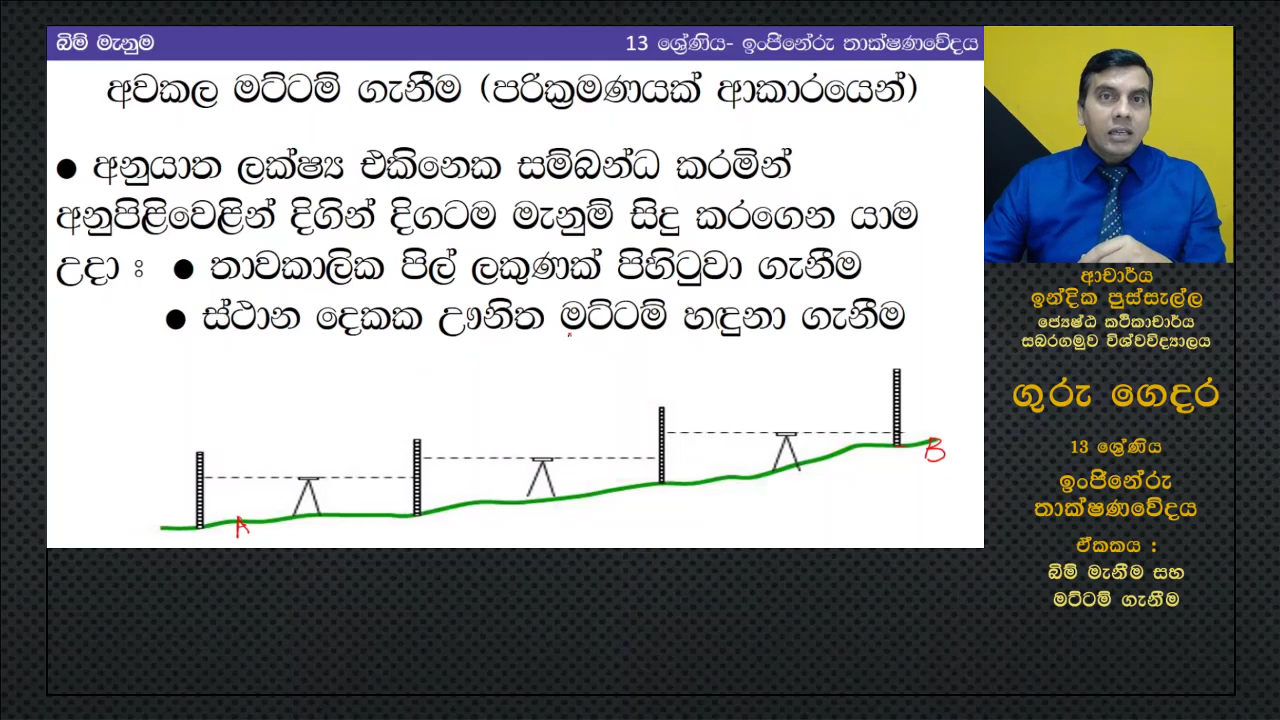 බිම් මැනුම
13 ශ්‍රේණිය- ඉංජිනේරු තාක්ෂණවේදය
අවකල මට්ටම් ගැනීම (පරික්‍රමණයක් ආකාරයෙන්)
● අනුයාත ලක්ෂ්‍ය එකිනෙක සම්බන්ධ කරමින්
අනුපිළිවෙළින් දිගින් දිගටම මැනුම් සිදු කරගෙන යාම
උදා : ● තාවකාලික පිල් ලකුණක් පිහිටුවා ගැනීම
● ස්ථාන දෙකක ඌනිත මට්ටම් හඳුනා ගැනීම
A
B
ආචාර්ය
ඉන්දික පුස්සැල්ල
ජ්‍යෙෂ්ඨ කථිකාචාර්ය
සබරගමුව විශ්වවිද්‍යාලය
ගුරු ගෙදර
13 ශ්‍රේණිය
ඉංජිනේරු
තාක්ෂණවේදය
ඒකකය :
බිම් මැනීම සහ
මට්ටම් ගැනීම